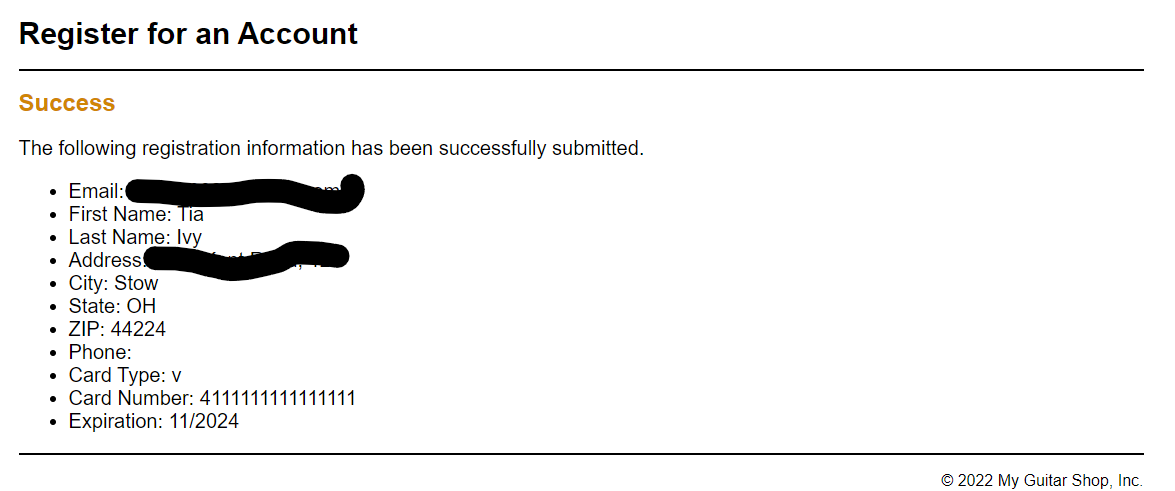 Register for an Account
Success
The following registration information has been successfully submitted.
Email:
First Name: Tia
Last Name: Ivy
Address:
City: Stow
State: OH
ZIP: 44224
Phone:
Card Type: v
Card Number: 4111111111111111
Expiration: 11/2024
© 2022 My Guitar Shop, Inc.